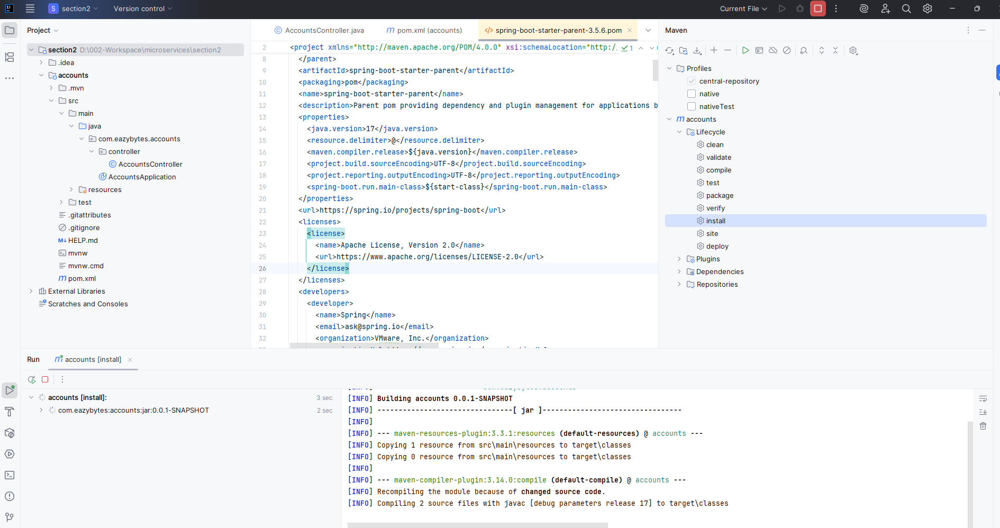 S section2
Version control
Current File
Project
AccountsController.java
pom.xml (accounts)
spring-boot-starter-parent-3.5.6.pom
Maven
section2 D:\002-Workspace\microservices\section2
.idea
accounts
.mvn
src
main
java
com.eazybytes.accounts
controller
AccountsController
AccountsApplication
resources
test
.gitattributes
.gitignore
HELP.md
mvnw
mvnw.cmd
pom.xml
External Libraries
Scratches and Consoles
2 <project xmlns="http://maven.apache.org/POM/4.0.0" xsi:schemaLocation="http:/ 1
8 </parent>
9 <artifactId>spring-boot-starter-parent</artifactId>
10 <packaging>pom</packaging>
11 <name>spring-boot-starter-parent</name>
12 <description>Parent pom providing dependency and plugin management for applications b
13 <properties>
14 <java.version>17</java.version>
15 <resource.delimiter>@</resource.delimiter>
16 <maven.compiler.release>${java.version}</maven.compiler.release>
17 <project.build.sourceEncoding>UTF-8</project.build.sourceEncoding>
18 <project.reporting.outputEncoding>UTF-8</project.reporting.outputEncoding>
19 <spring-boot.run.main-class>${start-class}</spring-boot.run.main-class>
20 </properties>
21 <url>https://spring.io/projects/spring-boot</url>
22 <licenses>
23 <license>
24 <name>Apache License, Version 2.0</name>
25 <url>https://www.apache.org/licenses/LICENSE-2.0</url>
26 </license>
27 </licenses>
28 <developers>
29 <developer>
30 <name>Spring</name>
31 <email>ask@spring.io</email>
32 <organization>VMware, Inc.</organization>
Profiles
central-repository
native
nativeTest
accounts
Lifecycle
clean
validate
compile
test
package
verify
install
site
deploy
Plugins
Dependencies
Repositories
Run
accounts [install]
accounts [install]: 3 sec
com.eazybytes:accounts:jar:0.0.1-SNAPSHOT 2 sec
[INFO] Building accounts 0.0.1-SNAPSHOT
[INFO] --------------------------------[ jar ]---------------------------------
[INFO]
[INFO] --- maven-resources-plugin:3.3.1:resources (default-resources) @ accounts ---
[INFO] Copying 1 resource from src\main\resources to target\classes
[INFO] Copying 0 resource from src\main\resources to target\classes
[INFO]
[INFO] --- maven-compiler-plugin:3.14.0:compile (default-compile) @ accounts ---
[INFO] Recompiling the module because of changed source code.
[INFO] Compiling 2 source files with javac [debug parameters release 17] to target\classes